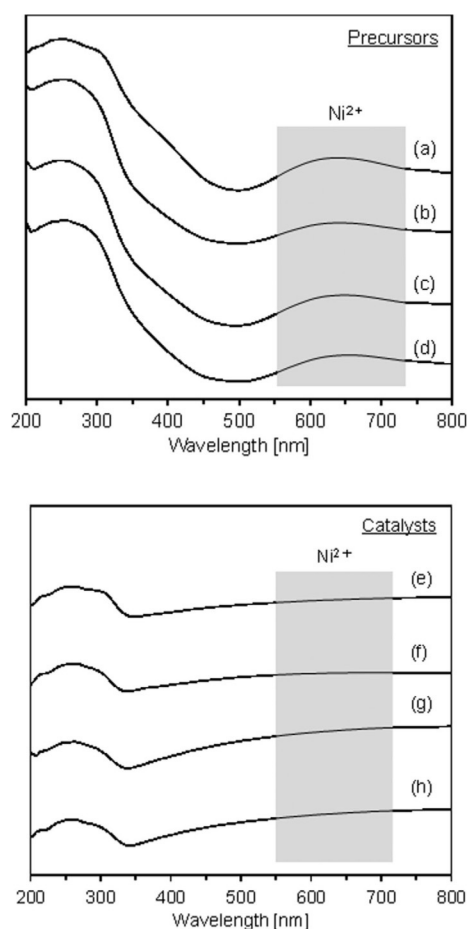 Precursors
Ni²⁺
(a)
(b)
(c)
(d)
200 300 400 500 600 700 800
Wavelength [nm]
Catalysts
Ni²⁺
(e)
(f)
(g)
(h)
200 300 400 500 600 700 800
Wavelength [nm]